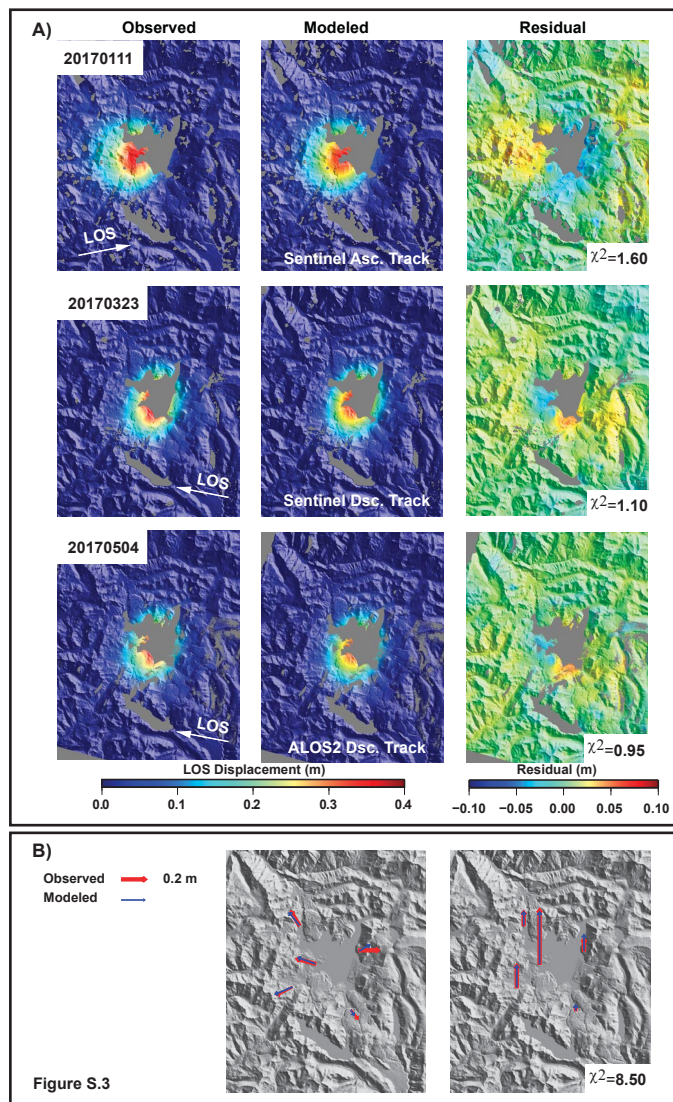 Observed Modeled Residual
A)
20170111
LOS
Sentinel Asc. Track
χ2=1.60
20170323
LOS
Sentinel Dsc. Track
χ2=1.10
20170504
LOS
ALOS2 Dsc. Track
χ2=0.95
LOS Displacement (m) Residual (m)
0.0 0.1 0.2 0.3 0.4 −0.10 −0.05 0.00 0.05 0.10
B)
Observed 0.2 m
Modeled
Figure S.3
χ2=8.50